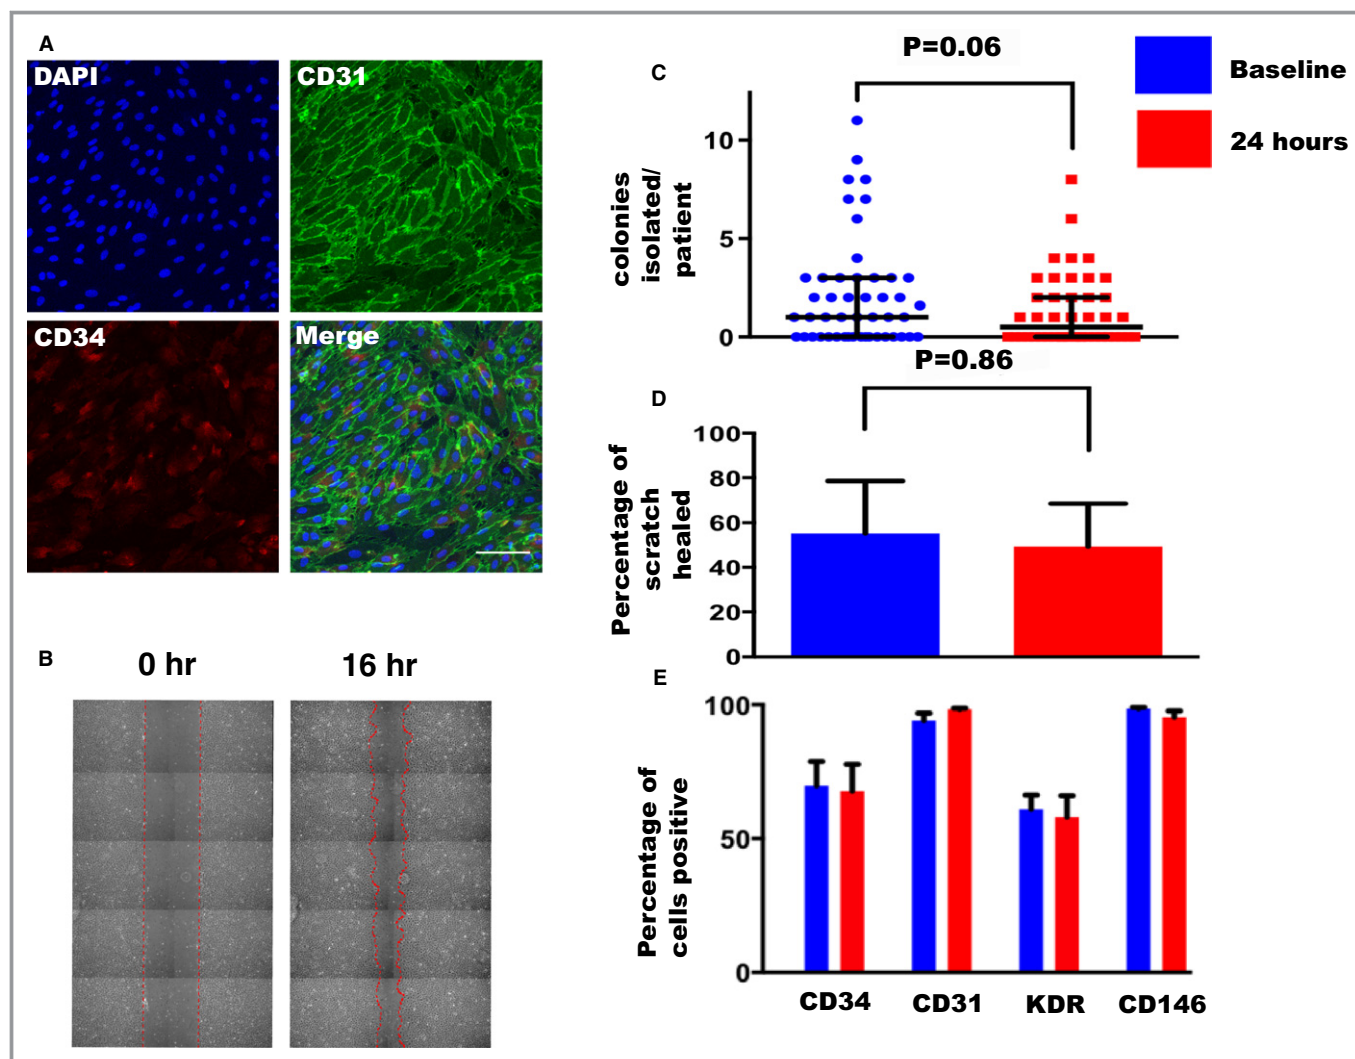 A
DAPI
CD31
CD34
Merge
B
0 hr
16 hr
C
P=0.06
Baseline
24 hours
colonies
isolated/
patient
10
5
0
D
P=0.86
Percentage of
scratch
healed
100
80
60
40
20
0
E
Percentage of
cells positive
100
50
0
CD34
CD31
KDR
CD146